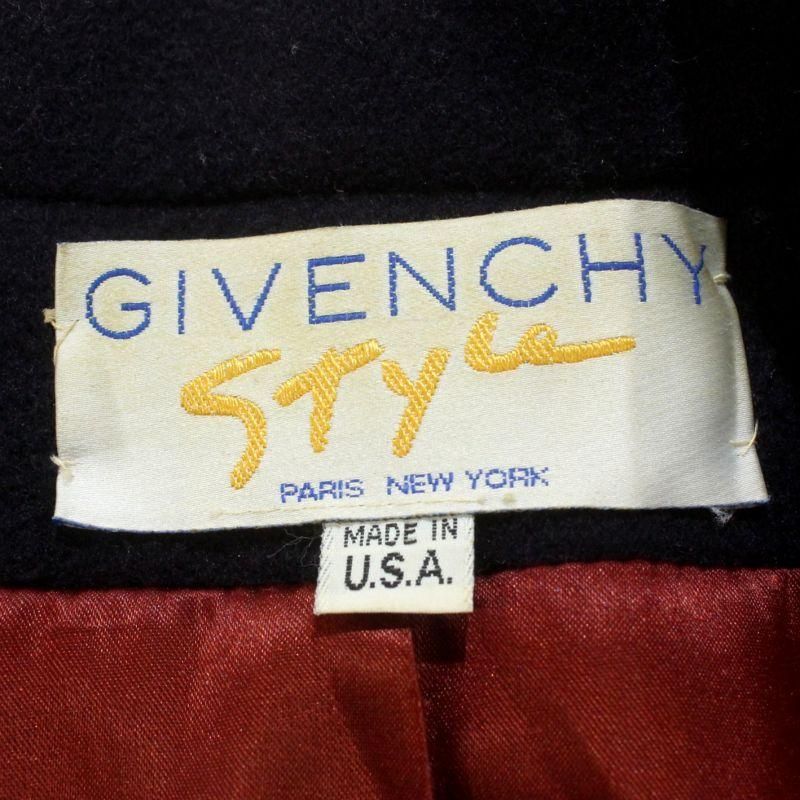 GIVENCHY
Style
PARIS NEW YORK
MADE IN
U.S.A.